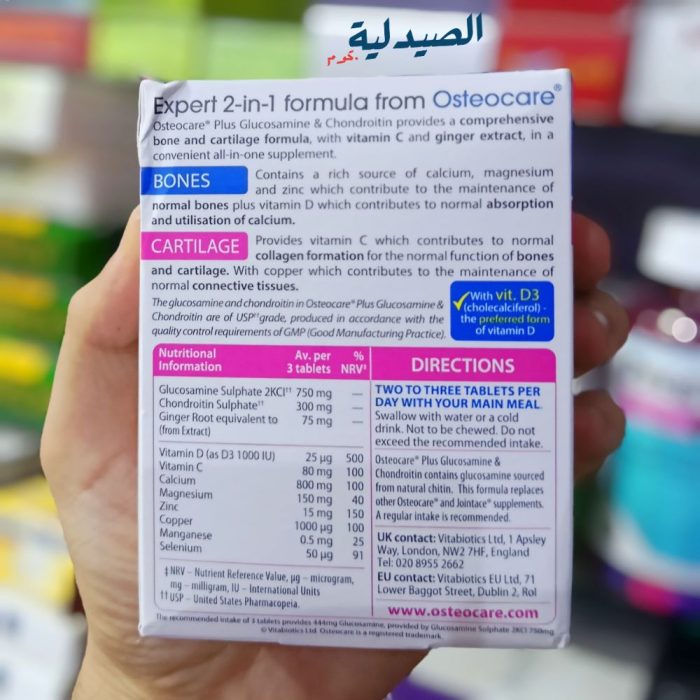 الصيدلية
.كوم
Expert 2-in-1 formula from Osteocare®
Osteocare® Plus Glucosamine & Chondroitin provides a comprehensive
bone and cartilage formula, with vitamin C and ginger extract, in a
convenient all-in-one supplement.
BONES
Contains a rich source of calcium, magnesium
and zinc which contribute to the maintenance of
normal bones plus vitamin D which contributes to normal absorption
and utilisation of calcium.
CARTILAGE
Provides vitamin C which contributes to normal
collagen formation for the normal function of bones
and cartilage. With copper which contributes to the maintenance of
normal connective tissues.
The glucosamine and chondroitin in Osteocare® Plus Glucosamine &
Chondroitin are of USP†† grade, produced in accordance with the
quality control requirements of GMP (Good Manufacturing Practice).
With vit. D3
(cholecalciferol) -
the preferred form
of vitamin D
Nutritional Information Av. per 3 tablets % NRV‡
Glucosamine Sulphate 2KCl†† 750 mg —
Chondroitin Sulphate†† 300 mg —
Ginger Root equivalent to 75 mg —
(from Extract)
Vitamin D (as D3 1000 IU) 25 µg 500
Vitamin C 80 mg 100
Calcium 800 mg 100
Magnesium 150 mg 40
Zinc 15 mg 150
Copper 1000 µg 100
Manganese 0.5 mg 25
Selenium 50 µg 91
‡ NRV – Nutrient Reference Value, µg – microgram,
mg – milligram, IU – International Units
†† USP – United States Pharmacopeia.
DIRECTIONS
TWO TO THREE TABLETS PER
DAY WITH YOUR MAIN MEAL.
Swallow with water or a cold
drink. Not to be chewed. Do not
exceed the recommended intake.
Osteocare® Plus Glucosamine &
Chondroitin contains glucosamine sourced
from natural chitin. This formula replaces
other Osteocare® and Jointace® supplements.
A regular intake is recommended.
UK contact: Vitabiotics Ltd, 1 Apsley
Way, London, NW2 7HF, England
Tel: 020 8955 2662
EU contact: Vitabiotics EU Ltd, 71
Lower Baggot Street, Dublin 2, RoI
www.osteocare.com
The recommended intake of 3 tablets provides 444mg Glucosamine, provided by Glucosamine Sulphate 2KCl 750mg
© Vitabiotics Ltd. Osteocare is a registered trademark.